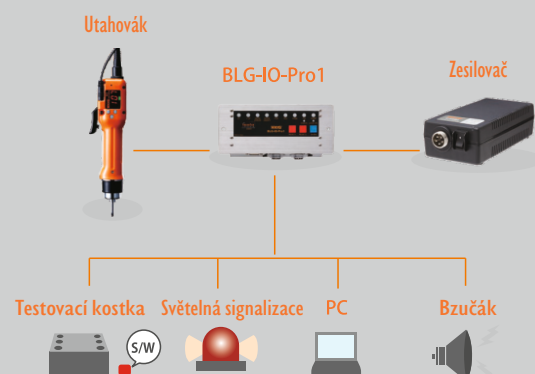 Utahovák
BLG-IO-Pro1
Zesilovač
Testovací kostka
Světelná signalizace
PC
Bzučák
S/W